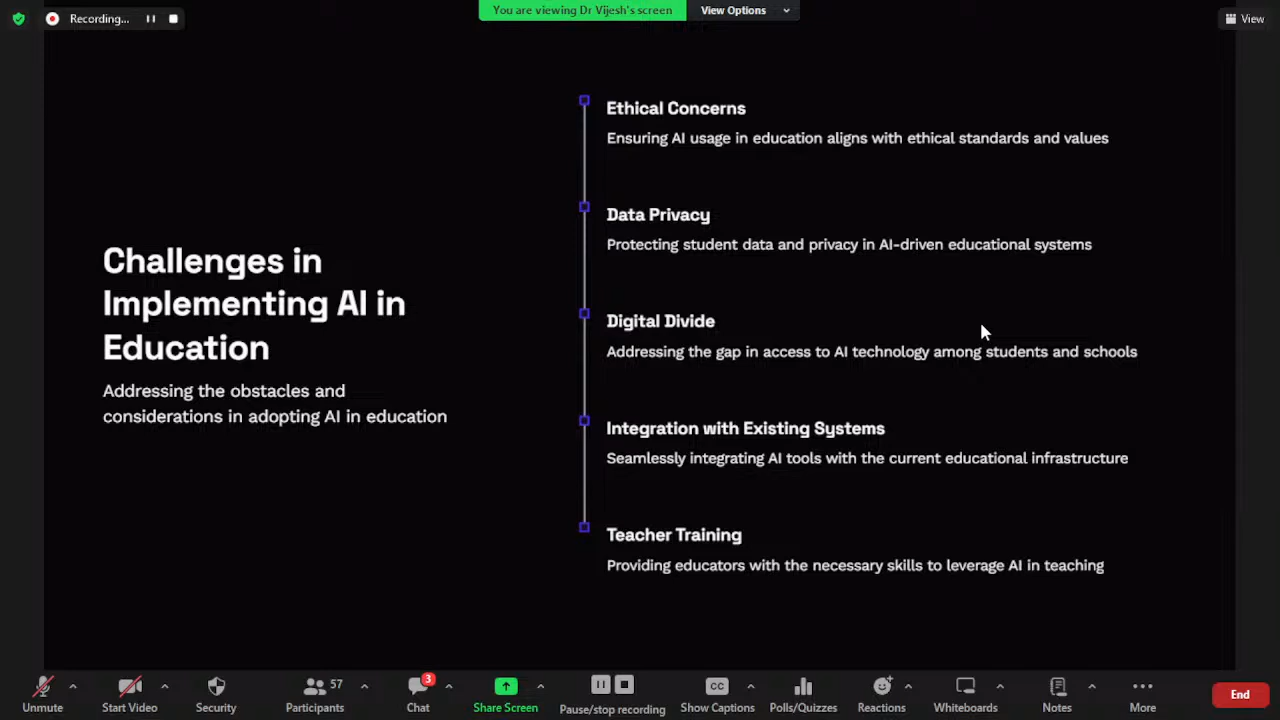 Recording...
You are viewing Dr Vijesh's screen
View Options
View
Challenges in
Implementing AI in
Education
Addressing the obstacles and
considerations in adopting AI in education
Ethical Concerns
Ensuring AI usage in education aligns with ethical standards and values
Data Privacy
Protecting student data and privacy in AI-driven educational systems
Digital Divide
Addressing the gap in access to AI technology among students and schools
Integration with Existing Systems
Seamlessly integrating AI tools with the current educational infrastructure
Teacher Training
Providing educators with the necessary skills to leverage AI in teaching
Unmute
Start Video
Security
57
Participants
3
Chat
Share Screen
Pause/stop recording
CC
Show Captions
Polls/Quizzes
Reactions
Whiteboards
Notes
More
End